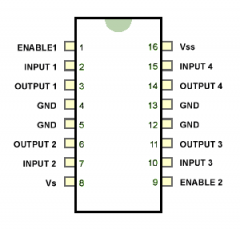 ENABLE1 1 16 Vss
INPUT 1 2 15 INPUT 4
OUTPUT 1 3 14 OUTPUT 4
GND 4 13 GND
GND 5 12 GND
OUTPUT 2 6 11 OUTPUT 3
INPUT 2 7 10 INPUT 3
Vs 8 9 ENABLE 2